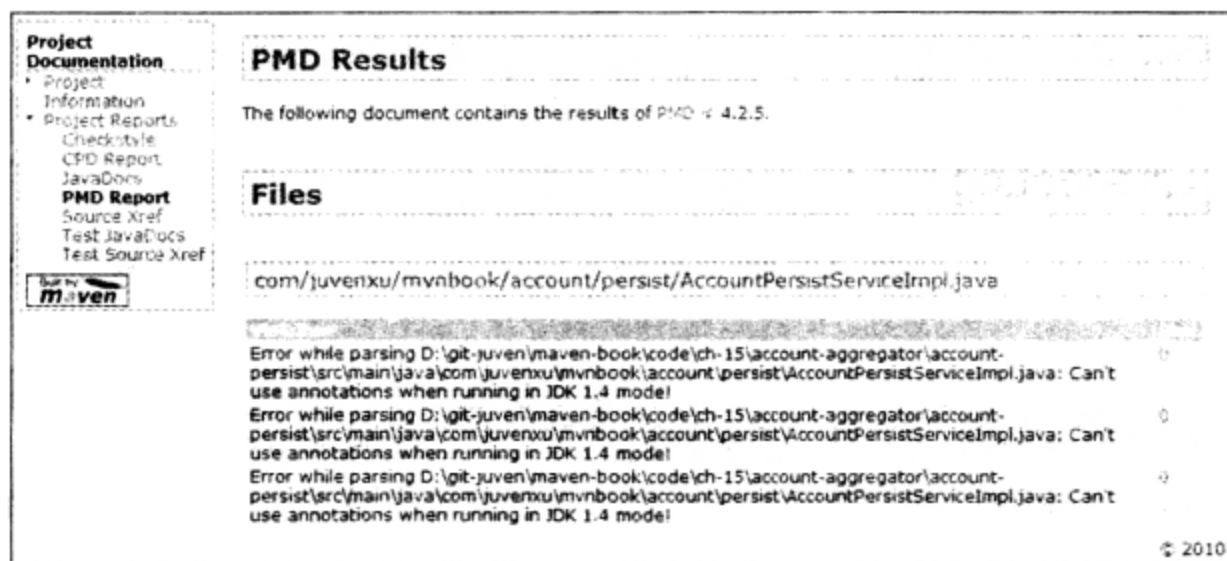 Project
Documentation
Project
Information
Project Reports
Checkstyle
CPD Report
JavaDocs
PMD Report
Source Xref
Test JavaDocs
Test Source Xref
maven
PMD Results
The following document contains the results of PMD 4.2.5.
Files
com/juvenxu/mvnbook/account/persist/AccountPersistServiceImpl.java
Error while parsing D:\git-juven\maven-book\code\ch-15\account-aggregator\account-
persist\src\main\java\com\juvenxu\mvnbook\account\persist\AccountPersistServiceImpl.java: Can't
use annotations when running in JDK 1.4 mode!
0
Error while parsing D:\git-juven\maven-book\code\ch-15\account-aggregator\account-
persist\src\main\java\com\juvenxu\mvnbook\account\persist\AccountPersistServiceImpl.java: Can't
use annotations when running in JDK 1.4 mode!
0
Error while parsing D:\git-juven\maven-book\code\ch-15\account-aggregator\account-
persist\src\main\java\com\juvenxu\mvnbook\account\persist\AccountPersistServiceImpl.java: Can't
use annotations when running in JDK 1.4 mode!
0
© 2010